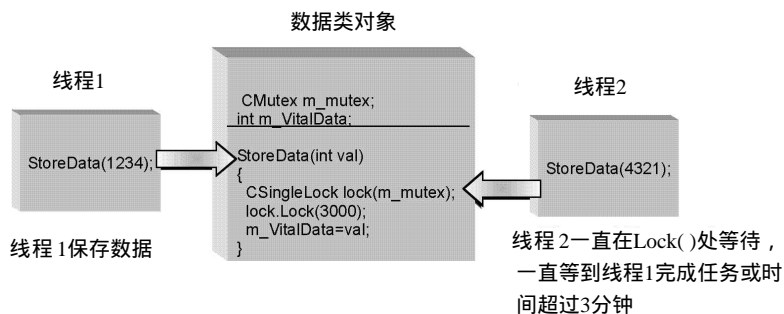 数据类对象
线程1
StoreData(1234);
线程 1保存数据
CMutex m_mutex;
int m_VitalData;
StoreData(int val)
{
CSingleLock lock(m_mutex);
lock.Lock(3000);
m_VitalData=val;
}
线程2
StoreData(4321);
线程 2一直在Lock( )处等待，
一直等到线程1完成任务或时
间超过3分钟